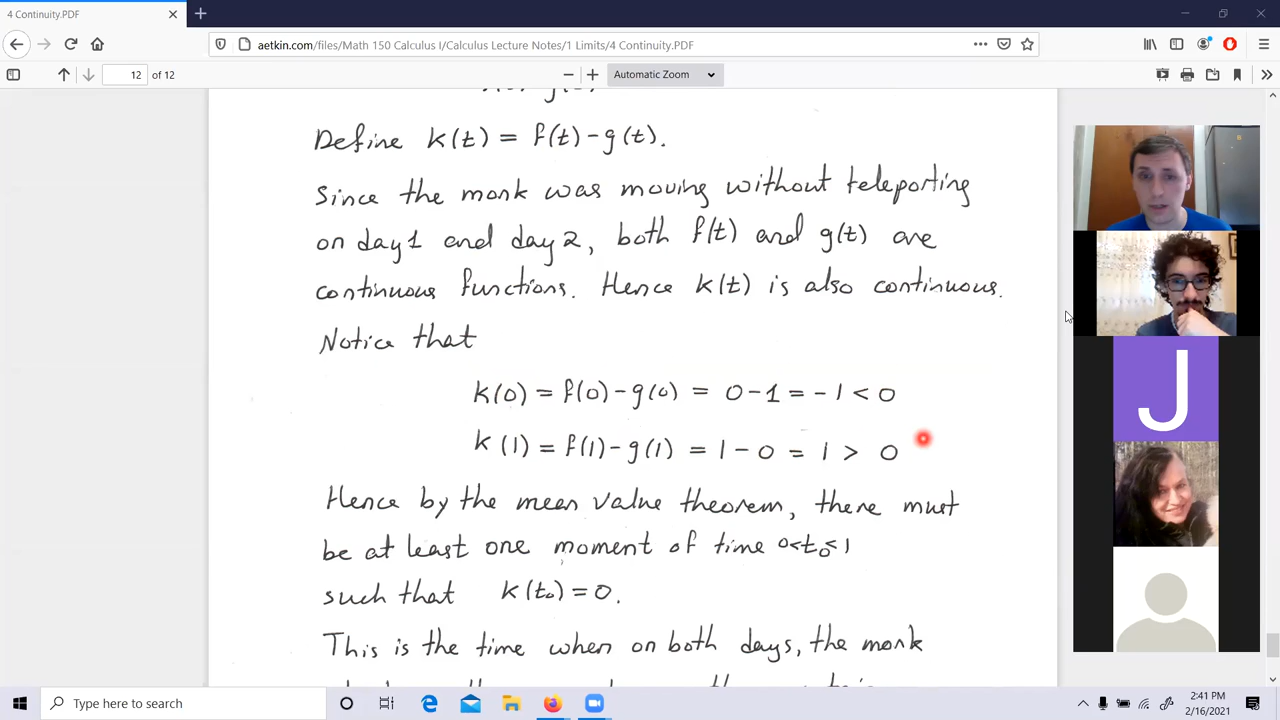 4 Continuity.PDF
aetkin.com/files/Math 150 Calculus I/Calculus Lecture Notes/1 Limits/4 Continuity.PDF
12 of 12
Automatic Zoom
Define k(t) = f(t) - g(t).
Since the monk was moving without teleporting
on day 1 and day 2, both f(t) and g(t) are
continuous functions. Hence k(t) is also continuous.
Notice that
k(0) = f(0) - g(0) = 0 - 1 = - 1 < 0
k(1) = f(1) - g(1) = 1 - 0 = 1 > 0
Hence by the mean value theorem, there must
be at least one moment of time 0<t₀<1
such that k(t₀) = 0.
This is the time when on both days, the monk
J
Type here to search
2:41 PM
2/16/2021